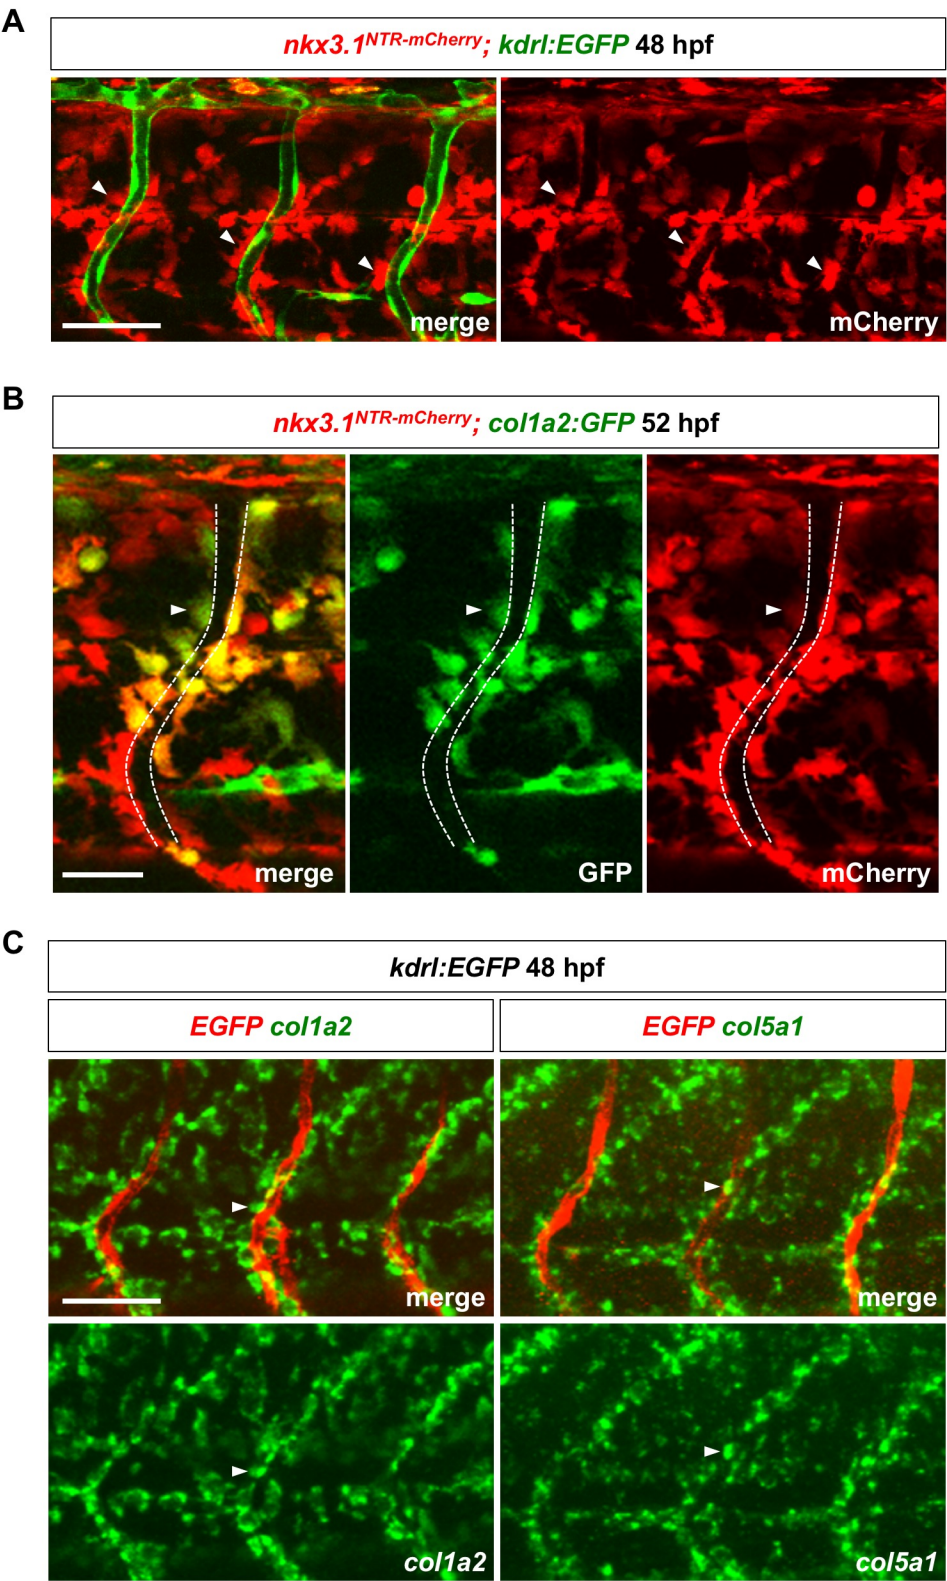 A
nkx3.1NTR-mCherry; kdrl:EGFP 48 hpf
merge
mCherry
B
nkx3.1NTR-mCherry; col1a2:GFP 52 hpf
merge
GFP
mCherry
C
kdrl:EGFP 48 hpf
EGFP col1a2
EGFP col5a1
merge
merge
col1a2
col5a1